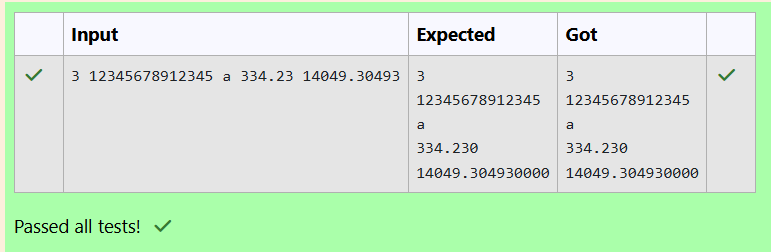 Input Expected Got
3 12345678912345 a 334.23 14049.30493 3 3
12345678912345 12345678912345
a a
334.230 334.230
14049.304930000 14049.304930000
Passed all tests!